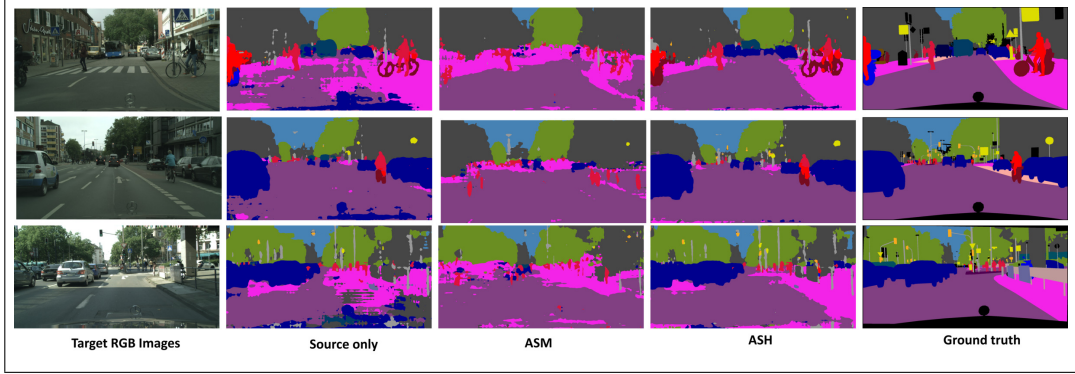 Target RGB Images
Source only
ASM
ASH
Ground truth